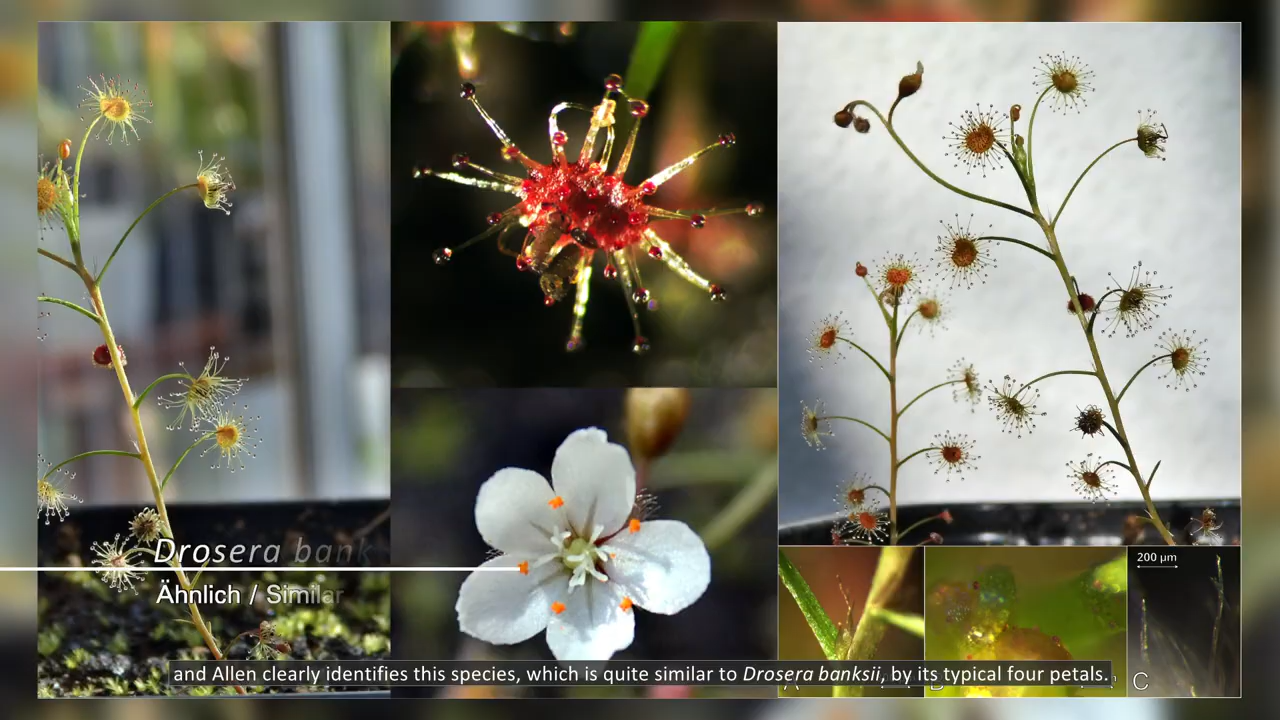 200 µm
Drosera bank
Ähnlich / Similar
and Allen clearly identifies this species, which is quite similar to Drosera banksii, by its typical four petals.
C